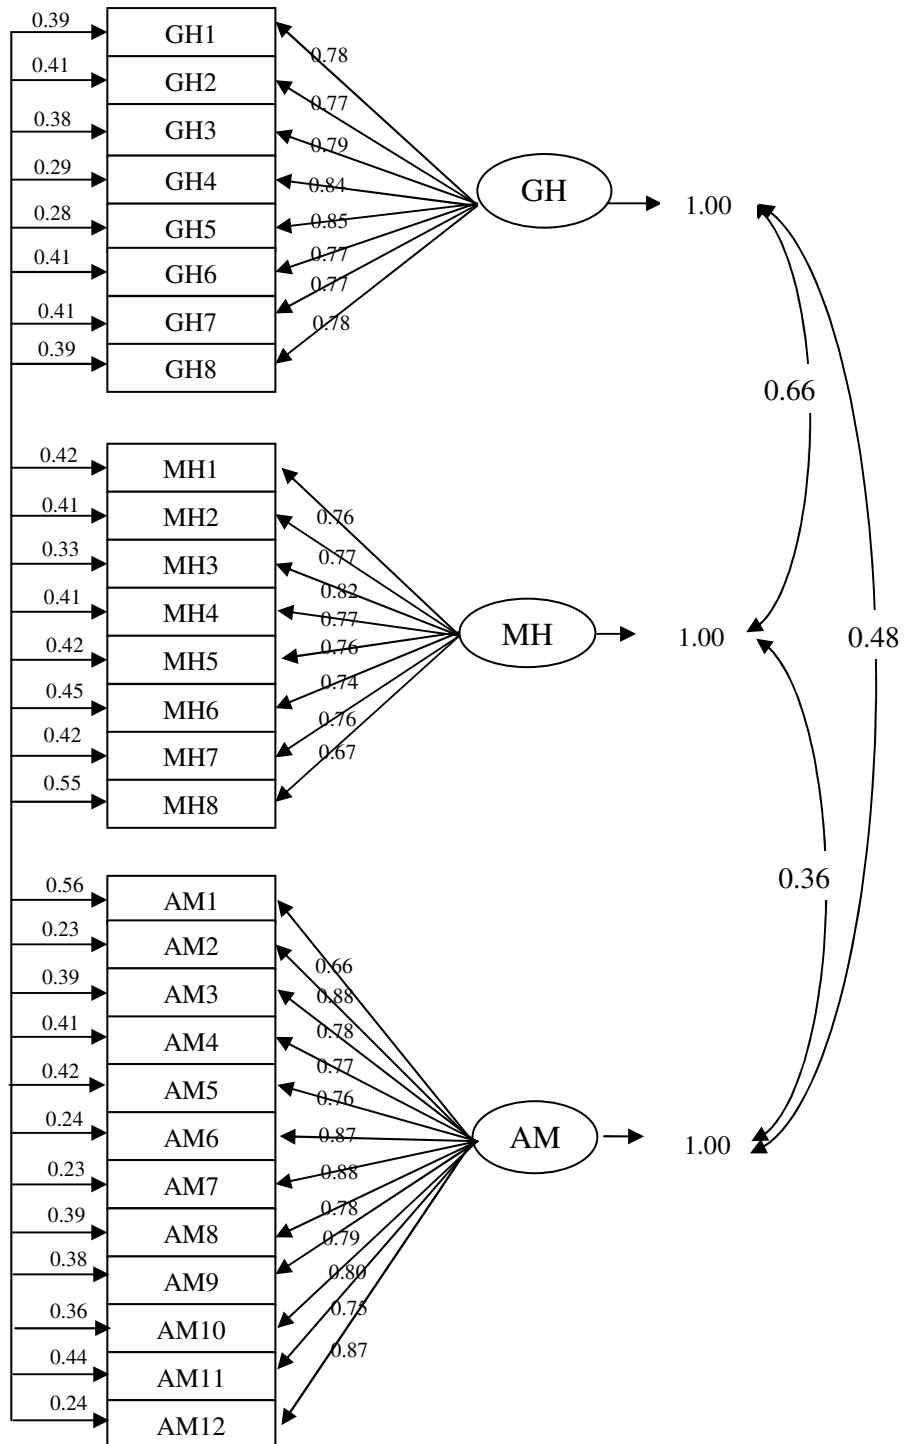 0.39 GH1 0.78
0.41 GH2 0.77
0.38 GH3 0.79
0.29 GH4 0.84
0.28 GH5 0.85
0.41 GH6 0.77
0.41 GH7 0.77
0.39 GH8 0.78
GH 1.00
0.66
0.42 MH1 0.76
0.41 MH2 0.77
0.33 MH3 0.82
0.41 MH4 0.77
0.42 MH5 0.76
0.45 MH6 0.74
0.42 MH7 0.76
0.55 MH8 0.67
MH 1.00
0.48
0.36
0.56 AM1 0.66
0.23 AM2 0.88
0.39 AM3 0.78
0.41 AM4 0.77
0.42 AM5 0.76
0.24 AM6 0.87
0.23 AM7 0.88
0.39 AM8 0.78
0.38 AM9 0.79
0.36 AM10 0.80
0.44 AM11 0.75
0.24 AM12 0.87
AM 1.00